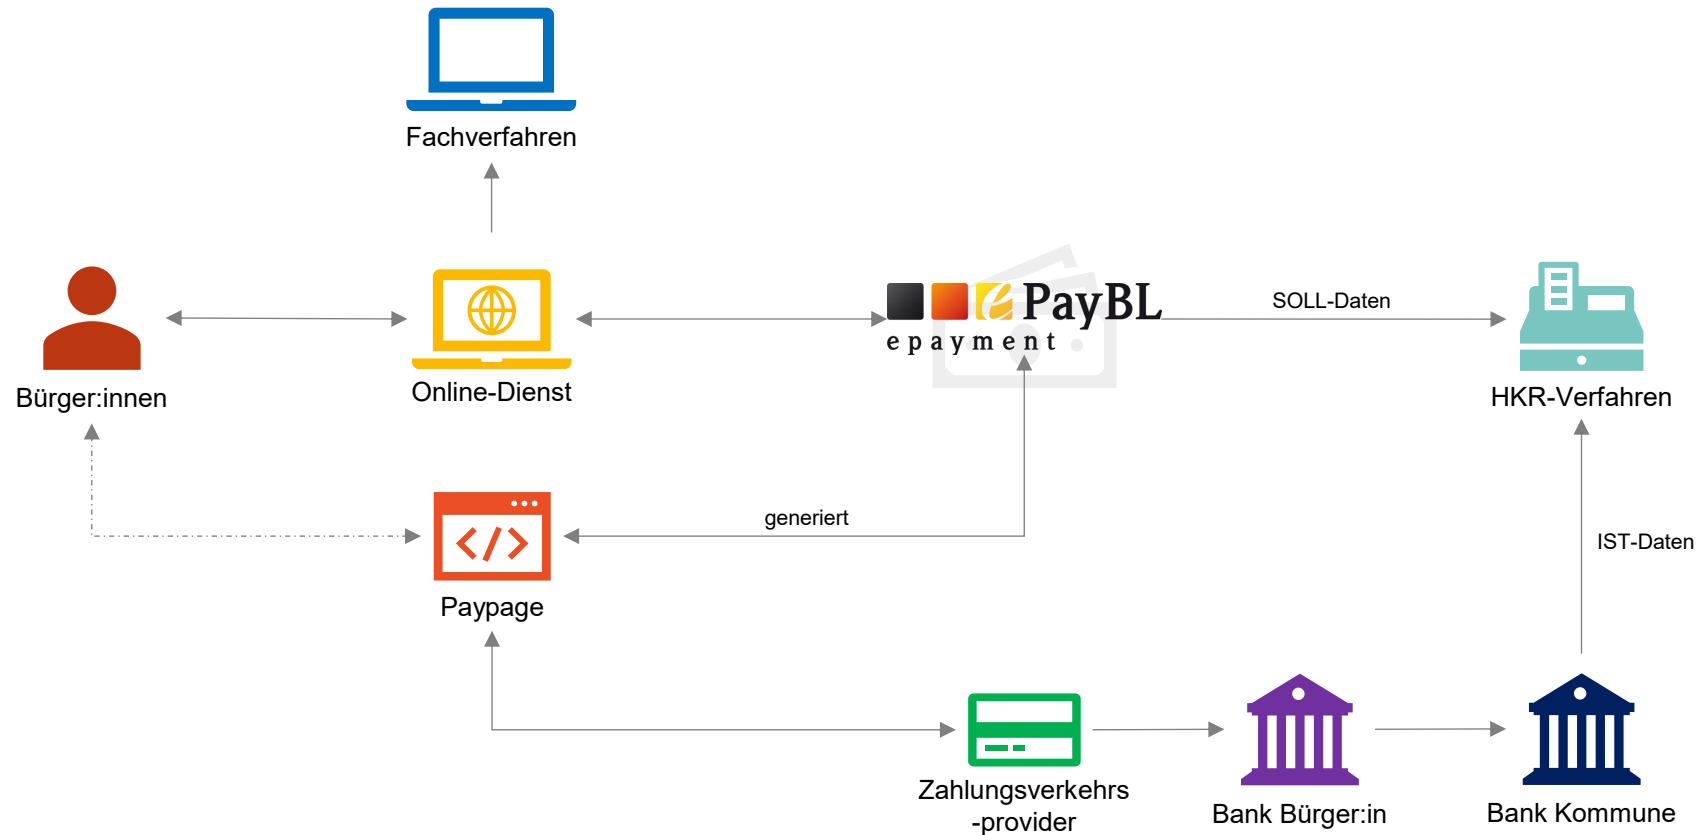 Fachverfahren
Bürger:innen
Online-Dienst
ePayBL
epayment
SOLL-Daten
HKR-Verfahren
generiert
IST-Daten
</>
Paypage
Zahlungsverkehrs
-provider
Bank Bürger:in
Bank Kommune